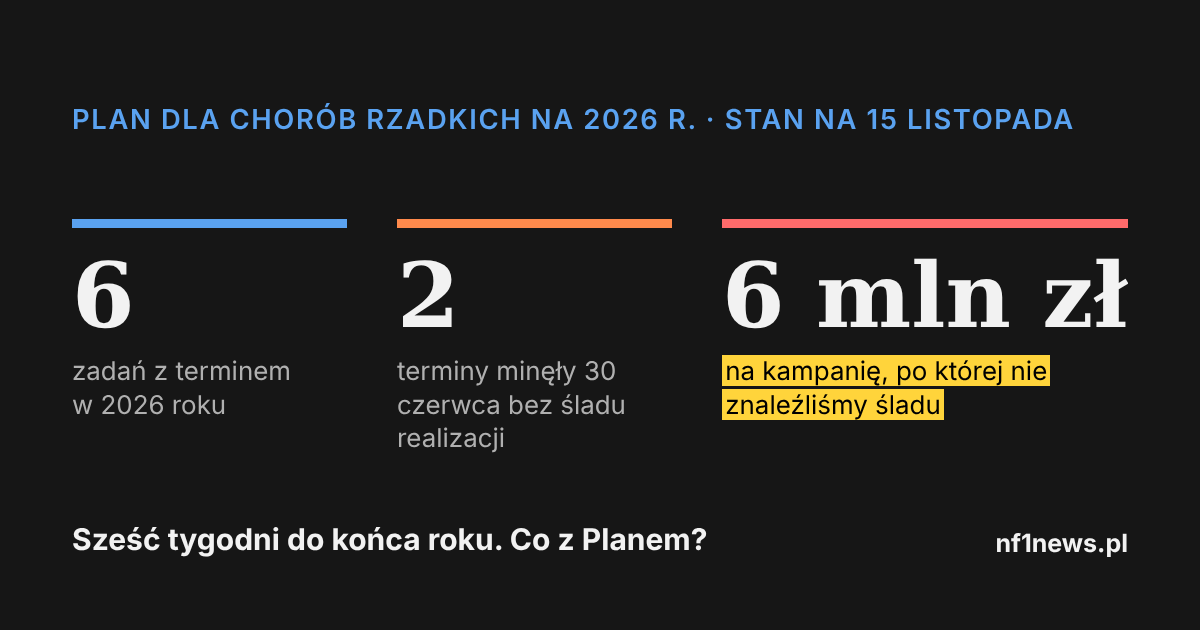 PLAN DLA CHORÓB RZADKICH NA 2026 R. · STAN NA 15 LISTOPADA
6
zadań z terminem
w 2026 roku
2
terminy minęły 30
czerwca bez śladu
realizacji
6 mln zł
na kampanię, po której nie
znaleźliśmy śladu
Sześć tygodni do końca roku. Co z Planem?
nf1news.pl